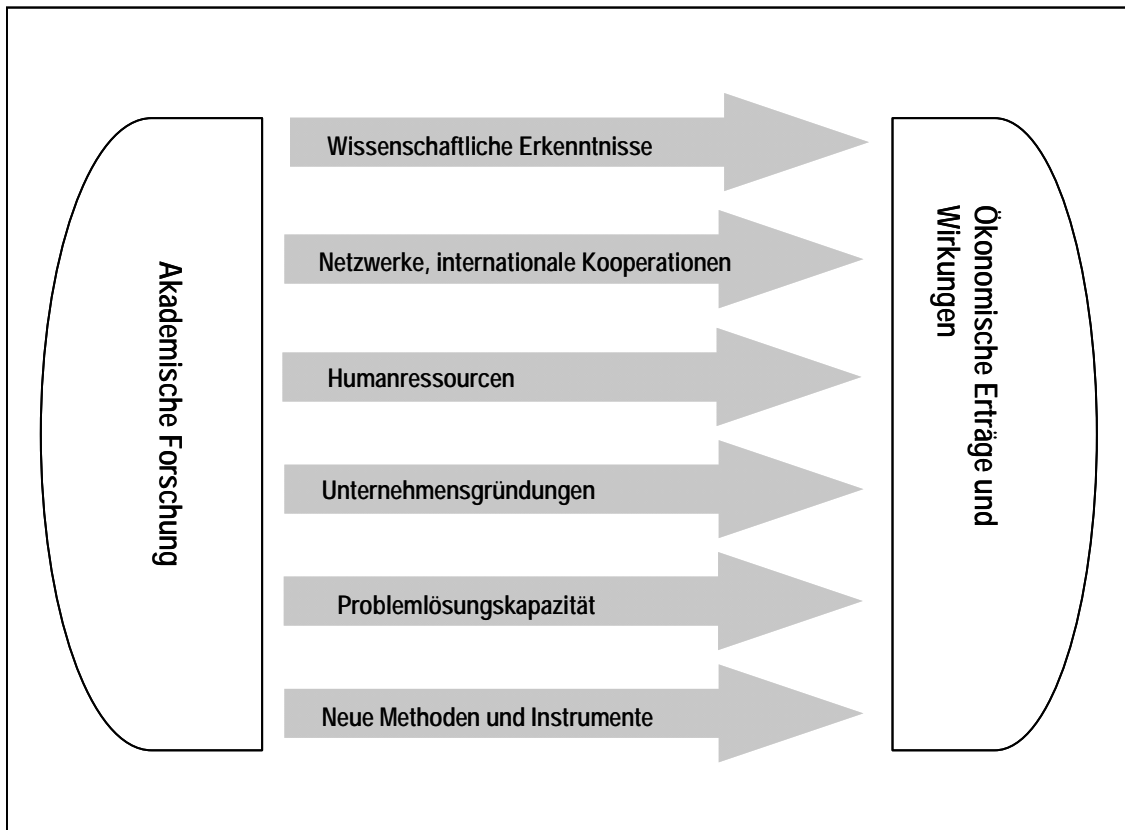 Akademische Forschung
Wissenschaftliche Erkenntnisse
Netzwerke, internationale Kooperationen
Humanressourcen
Unternehmensgründungen
Problemlösungskapazität
Neue Methoden und Instrumente
Ökonomische Erträge und
Wirkungen